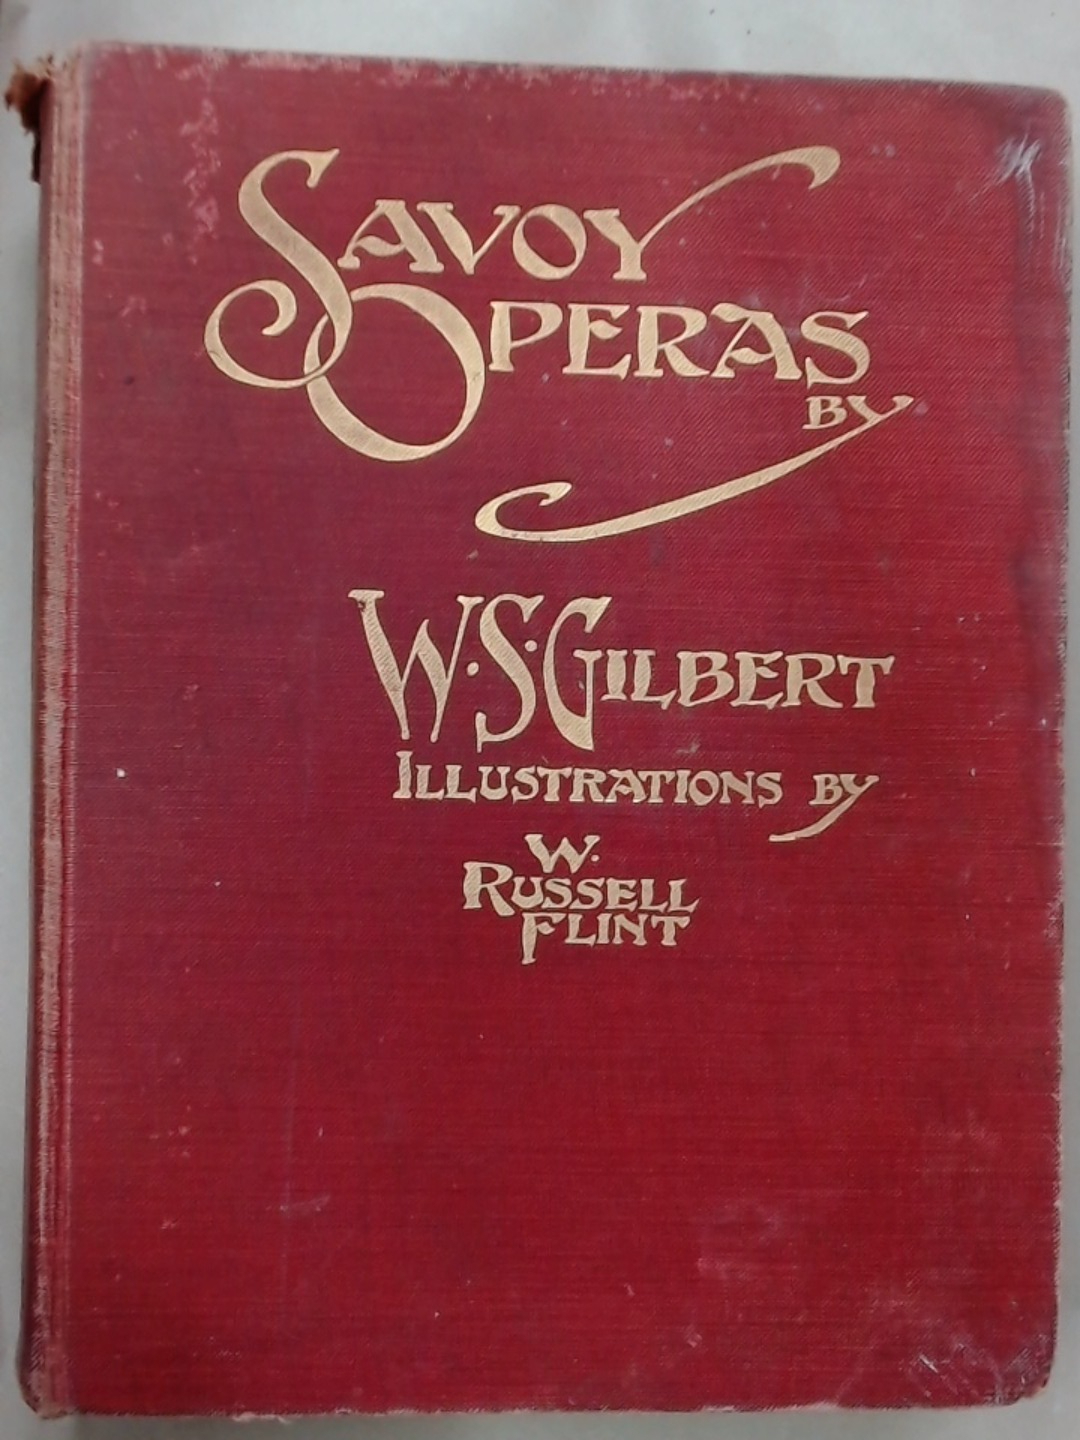 SAVOY
OPERAS
BY
W·S·GILBERT
ILLUSTRATIONS BY
W.
RUSSELL
FLINT